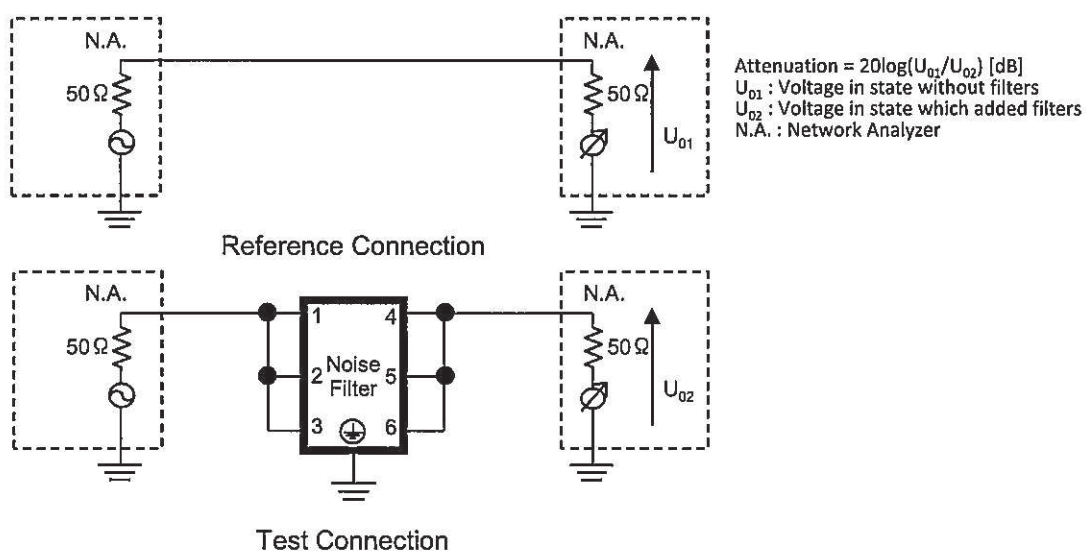 N.A.
50Ω
N.A.
50Ω
U₀₁
Attenuation = 20log(U₀₁/U₀₂) [dB]
U₀₁ : Voltage in state without filters
U₀₂ : Voltage in state which added filters
N.A. : Network Analyzer
Reference Connection
N.A.
50Ω
1
2
3
Noise
Filter
4
5
6
N.A.
50Ω
U₀₂
Test Connection